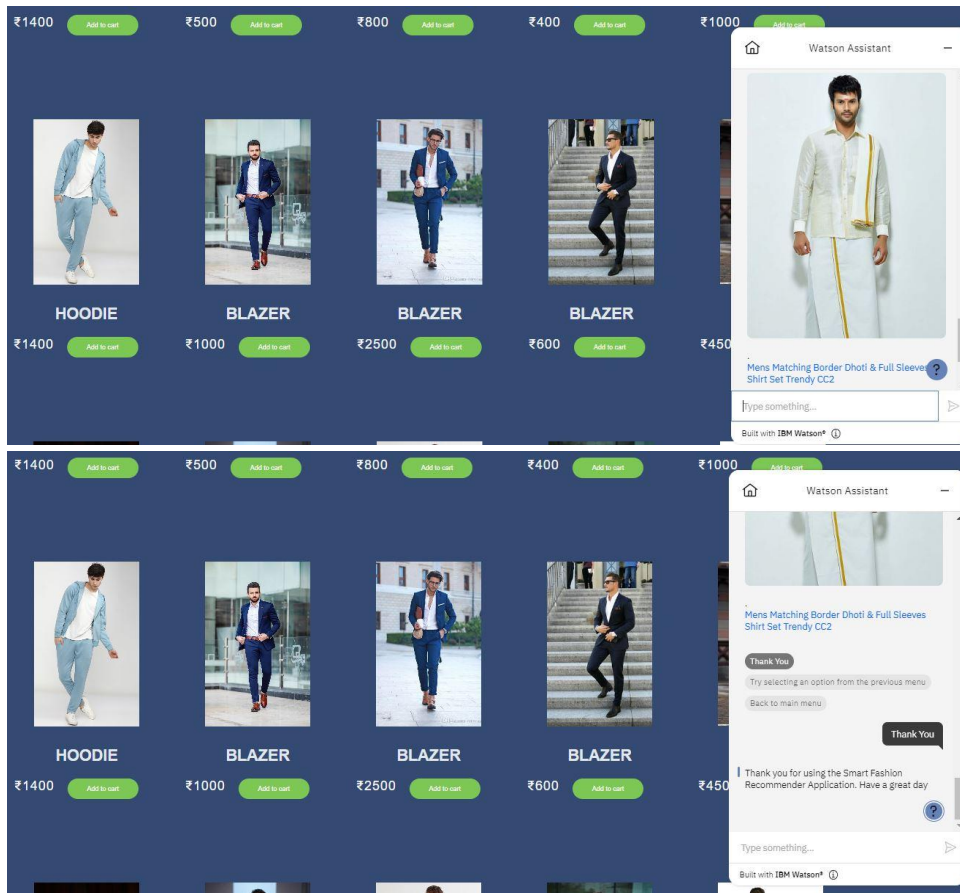 ₹1400 Add to cart ₹500 Add to cart ₹800 Add to cart ₹400 Add to cart ₹1000 Add to cart
Watson Assistant
HOODIE BLAZER BLAZER BLAZER
₹1400 Add to cart ₹1000 Add to cart ₹2500 Add to cart ₹600 Add to cart ₹450
.
Mens Matching Border Dhoti & Full Sleeves
Shirt Set Trendy CC2
?
Type something...
Built with IBM Watson®
₹1400 Add to cart ₹500 Add to cart ₹800 Add to cart ₹400 Add to cart ₹1000 Add to cart
Watson Assistant
.
Mens Matching Border Dhoti & Full Sleeves
Shirt Set Trendy CC2
Thank You
Try selecting an option from the previous menu
Back to main menu
Thank You
HOODIE BLAZER BLAZER BLAZER
₹1400 Add to cart ₹1000 Add to cart ₹2500 Add to cart ₹600 Add to cart ₹450
Thank you for using the Smart Fashion
Recommender Application. Have a great day
?
Type something...
Built with IBM Watson®